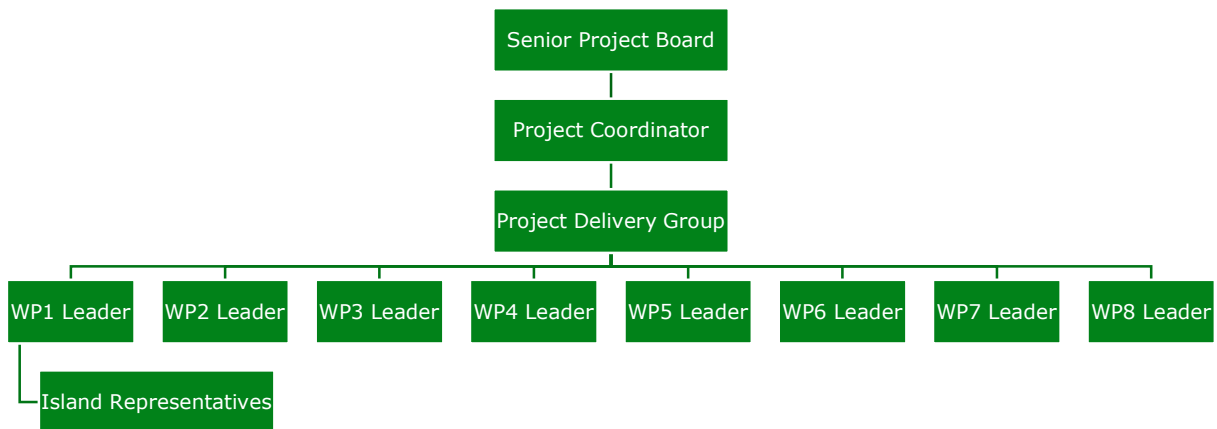 Senior Project Board
Project Coordinator
Project Delivery Group
WP1 Leader
WP2 Leader
WP3 Leader
WP4 Leader
WP5 Leader
WP6 Leader
WP7 Leader
WP8 Leader
Island Representatives